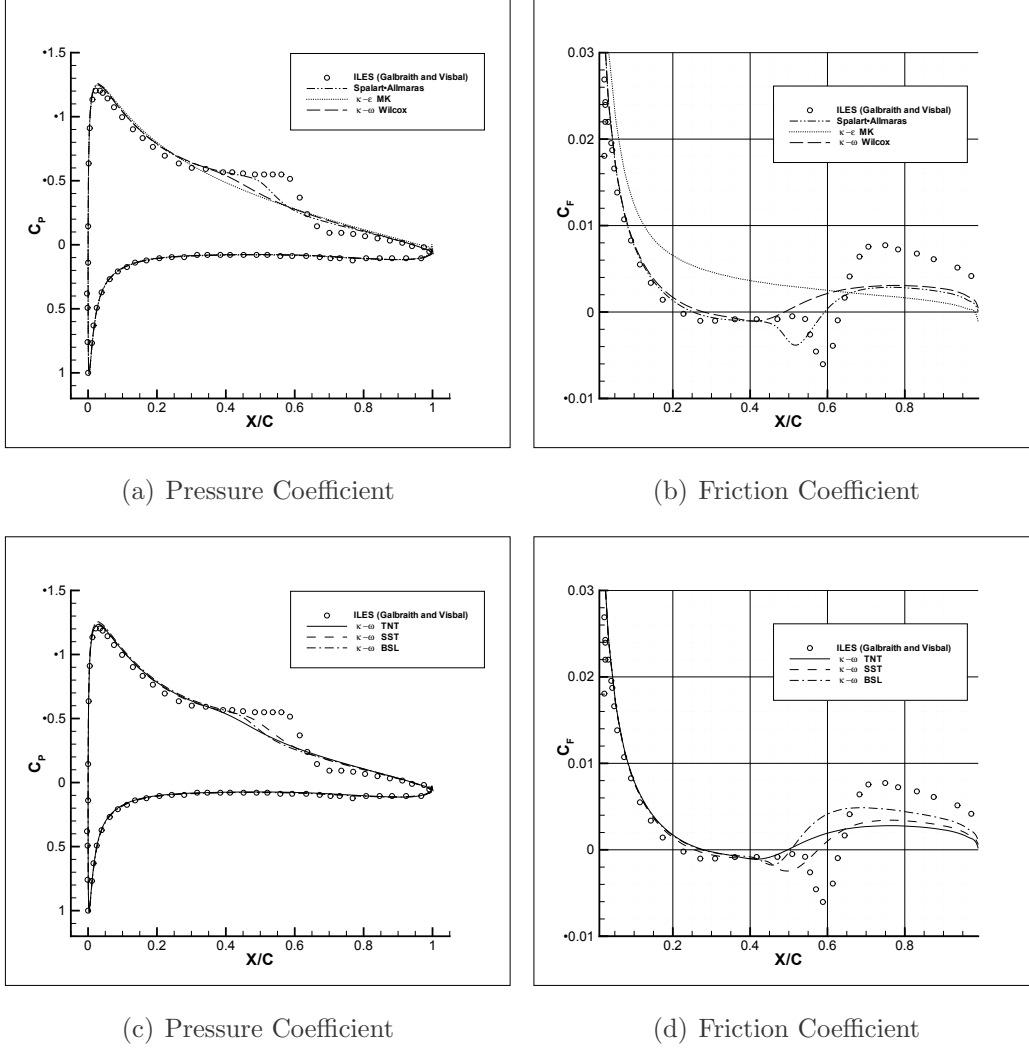 •1.5
•1
•0.5
0
0.5
1
C_P
0 0.2 0.4 0.6 0.8 1
X/C
ILES (Galbraith and Visbal)
Spalart•Allmaras
κ−ε MK
κ−ω Wilcox
(a) Pressure Coefficient
0.03
0.02
0.01
0
•0.01
C_F
0.2 0.4 0.6 0.8
X/C
ILES (Galbraith and Visbal)
Spalart•Allmaras
κ−ε MK
κ−ω Wilcox
(b) Friction Coefficient
•1.5
•1
•0.5
0
0.5
1
C_P
0 0.2 0.4 0.6 0.8 1
X/C
ILES (Galbraith and Visbal)
κ−ω TNT
κ−ω SST
κ−ω BSL
(c) Pressure Coefficient
0.03
0.02
0.01
0
•0.01
C_F
0.2 0.4 0.6 0.8
X/C
ILES (Galbraith and Visbal)
κ−ω TNT
κ−ω SST
κ−ω BSL
(d) Friction Coefficient